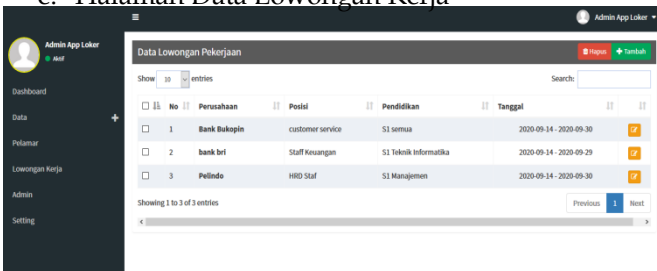 c. Halaman Data Lowongan Kerja
Admin App Loker
Admin App Loker
Aktif
Dashboard
Data
Pelamar
Lowongan Kerja
Admin
Setting
Data Lowongan Pekerjaan
Hapus
Tambah
Show 10 entries
Search:
No Perusahaan Posisi Pendidikan Tanggal
1 Bank Bukopin customer service S1 semua 2020-09-14 - 2020-09-30
2 bank bri Staff Keuangan S1 Teknik Informatika 2020-09-14 - 2020-09-29
3 Pelindo HRD Staf S1 Manajemen 2020-09-14 - 2020-09-30
Showing 1 to 3 of 3 entries
Previous 1 Next